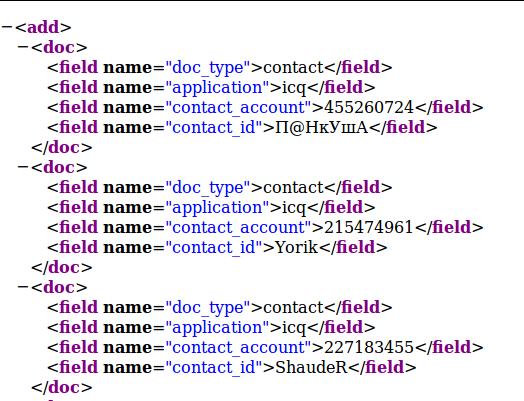 −<add>
−<doc>
<field name="doc_type">contact</field>
<field name="application">icq</field>
<field name="contact_account">455260724</field>
<field name="contact_id">П@НкУшА</field>
</doc>
−<doc>
<field name="doc_type">contact</field>
<field name="application">icq</field>
<field name="contact_account">215474961</field>
<field name="contact_id">Yorik</field>
</doc>
−<doc>
<field name="doc_type">contact</field>
<field name="application">icq</field>
<field name="contact_account">227183455</field>
<field name="contact_id">ShaudeR</field>
</doc>